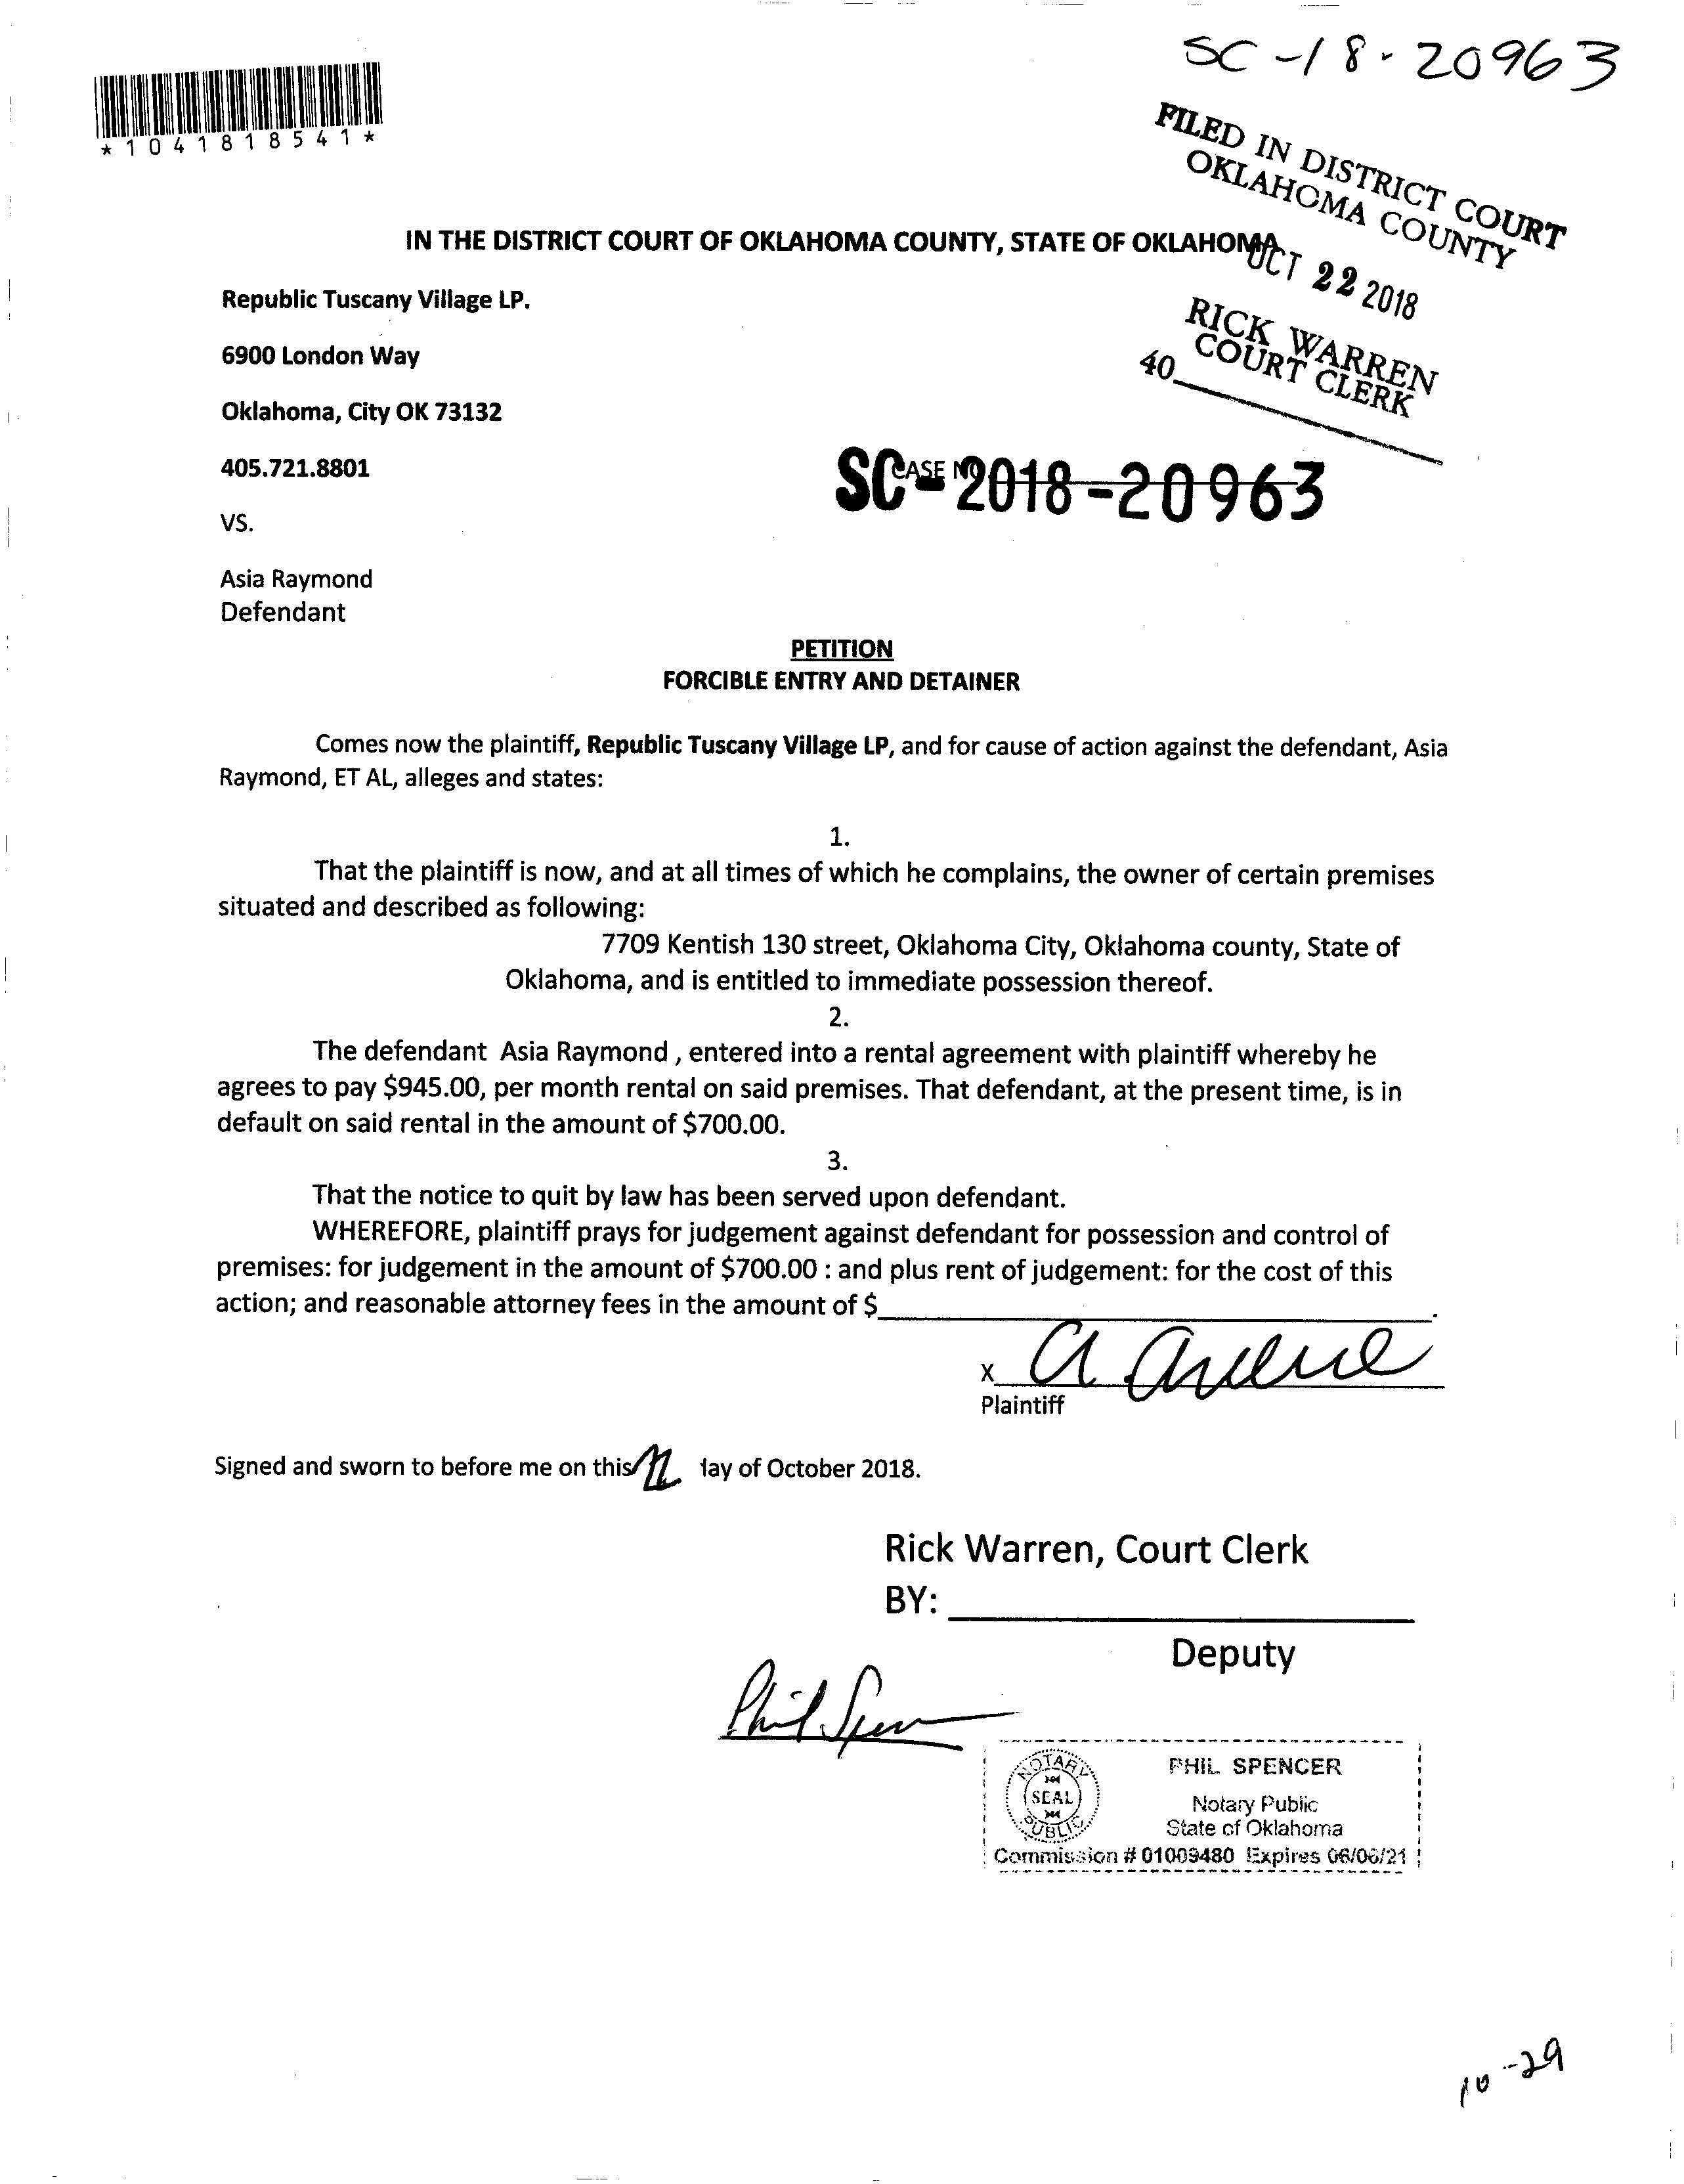 SC-18-20963
*1041818541*
FILED IN DISTRICT COURT
OKLAHOMA COUNTY
IN THE DISTRICT COURT OF OKLAHOMA COUNTY, STATE OF OKLAHOMA
OCT 22 2018
Republic Tuscany Village LP.
RICK WARREN
COURT CLERK
40
6900 London Way
Oklahoma, City OK 73132
405.721.8801
CASE NO
SC-2018-20963
VS.
Asia Raymond
Defendant
PETITION
FORCIBLE ENTRY AND DETAINER
Comes now the plaintiff, Republic Tuscany Village LP, and for cause of action against the defendant, Asia
Raymond, ET AL, alleges and states:
1.
That the plaintiff is now, and at all times of which he complains, the owner of certain premises
situated and described as following:
7709 Kentish 130 street, Oklahoma City, Oklahoma county, State of
Oklahoma, and is entitled to immediate possession thereof.
2.
The defendant Asia Raymond , entered into a rental agreement with plaintiff whereby he
agrees to pay $945.00, per month rental on said premises. That defendant, at the present time, is in
default on said rental in the amount of $700.00.
3.
That the notice to quit by law has been served upon defendant.
WHEREFORE, plaintiff prays for judgement against defendant for possession and control of
premises: for judgement in the amount of $700.00 : and plus rent of judgement: for the cost of this
action; and reasonable attorney fees in the amount of $ .
X
Plaintiff
Signed and sworn to before me on this 22 day of October 2018.
Rick Warren, Court Clerk
BY:
Deputy
Phil Spencer
NOTARY PUBLIC
SEAL
PHIL SPENCER
Notary Public
State of Oklahoma
Commission # 01009480 Expires 06/06/21
10-29